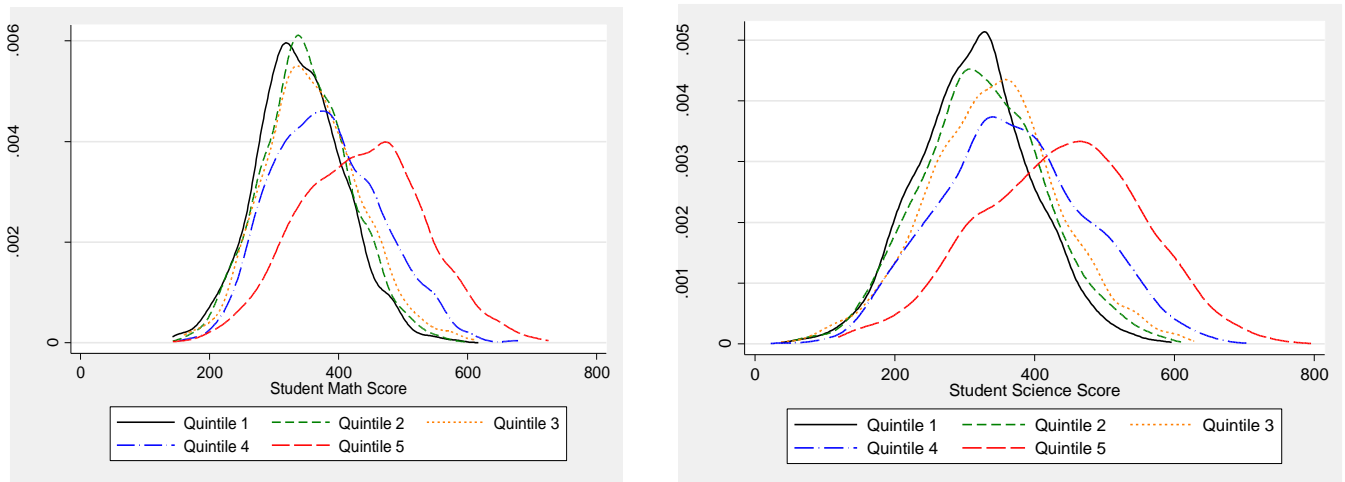 .006
.004
.002
0
0 200 400 600 800
Student Math Score
Quintile 1 Quintile 2 Quintile 3
Quintile 4 Quintile 5
.005
.004
.003
.002
.001
0
0 200 400 600 800
Student Science Score
Quintile 1 Quintile 2 Quintile 3
Quintile 4 Quintile 5